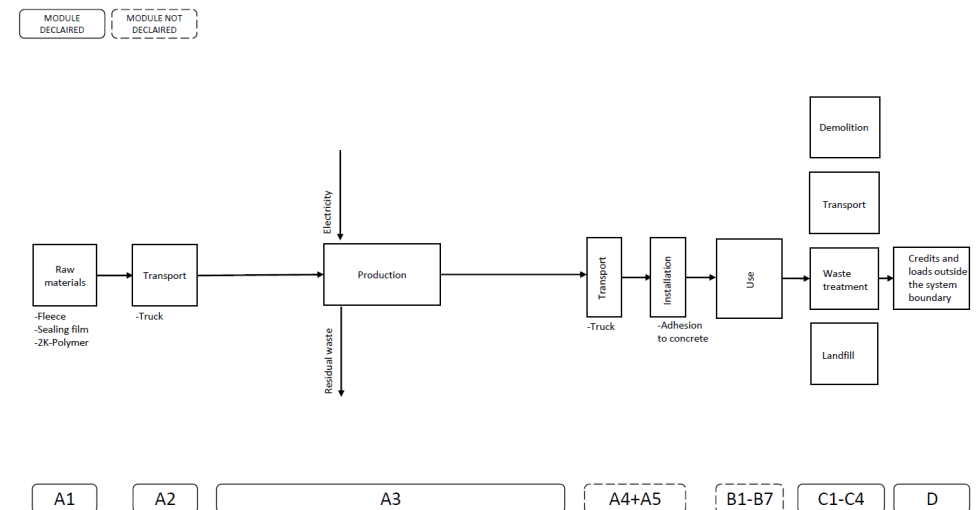 MODULE
DECLAIRED
MODULE NOT
DECLAIRED
Demolition
Transport
Electricity
Raw
materials
Transport
Production
Transport
Installation
Use
Waste
treatment
Credits and
loads outside
the system
boundary
-Fleece
-Sealing film
-2K-Polymer
-Truck
-Truck
-Adhesion
to concrete
Residual waste
Landfill
A1
A2
A3
A4+A5
B1-B7
C1-C4
D